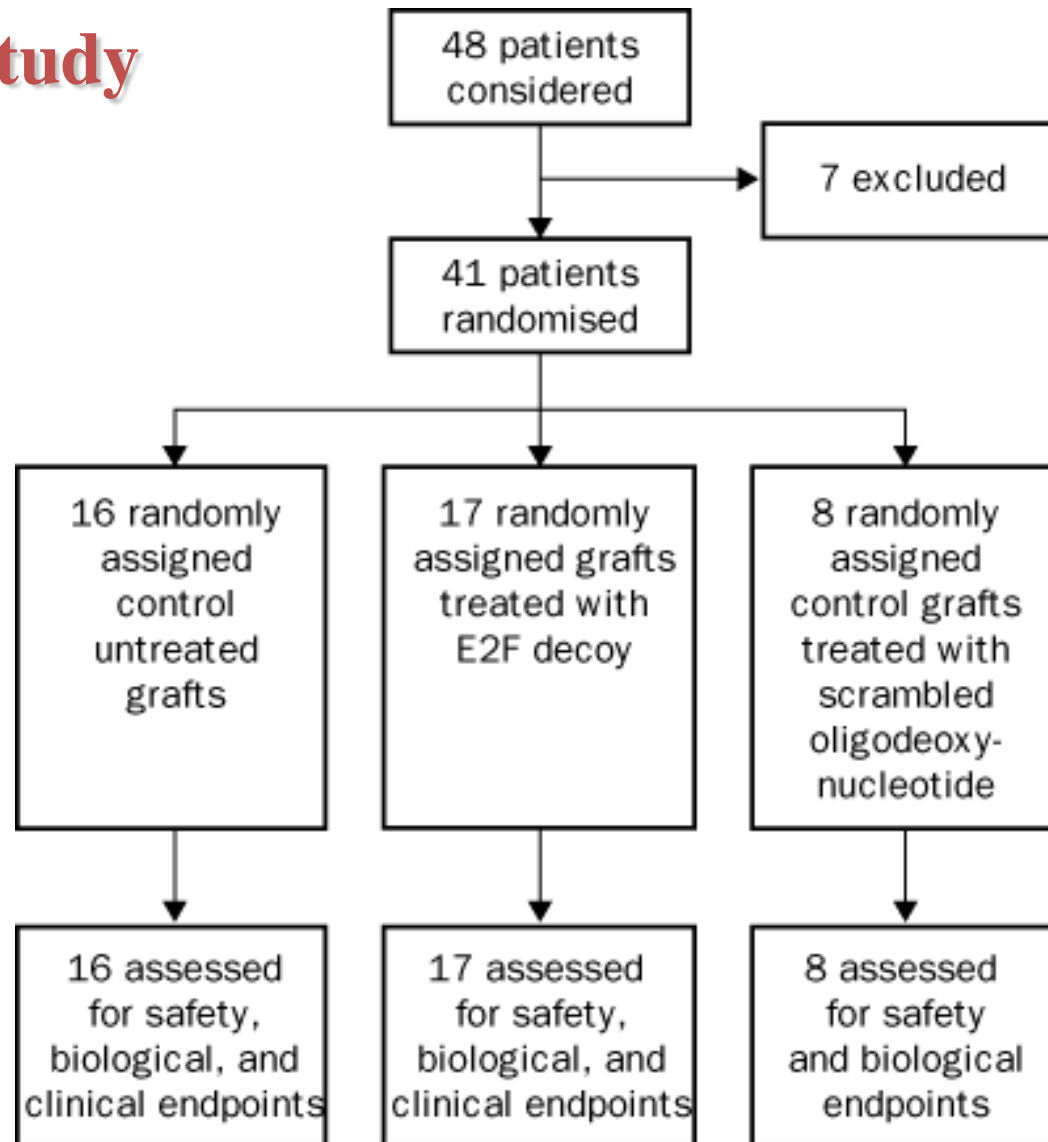 tudy
48 patients
considered
7 excluded
41 patients
randomised
16 randomly
assigned
control
untreated
grafts
17 randomly
assigned grafts
treated with
E2F decoy
8 randomly
assigned
control grafts
treated with
scrambled
oligodeoxy-
nucleotide
16 assessed
for safety,
biological, and
clinical endpoints
17 assessed
for safety,
biological, and
clinical endpoints
8 assessed
for safety
and biological
endpoints